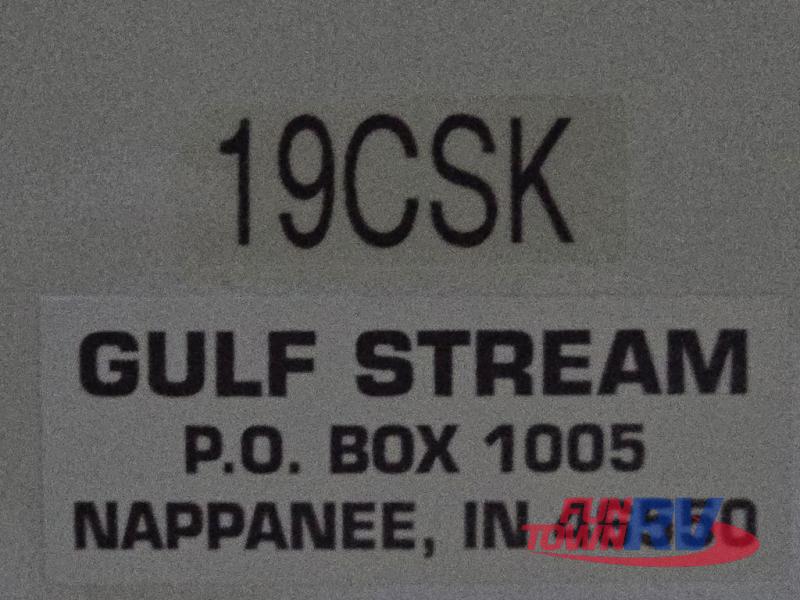 19CSK
GULF STREAM
P.O. BOX 1005
NAPPANEE, IN
FUN
TOWN RV